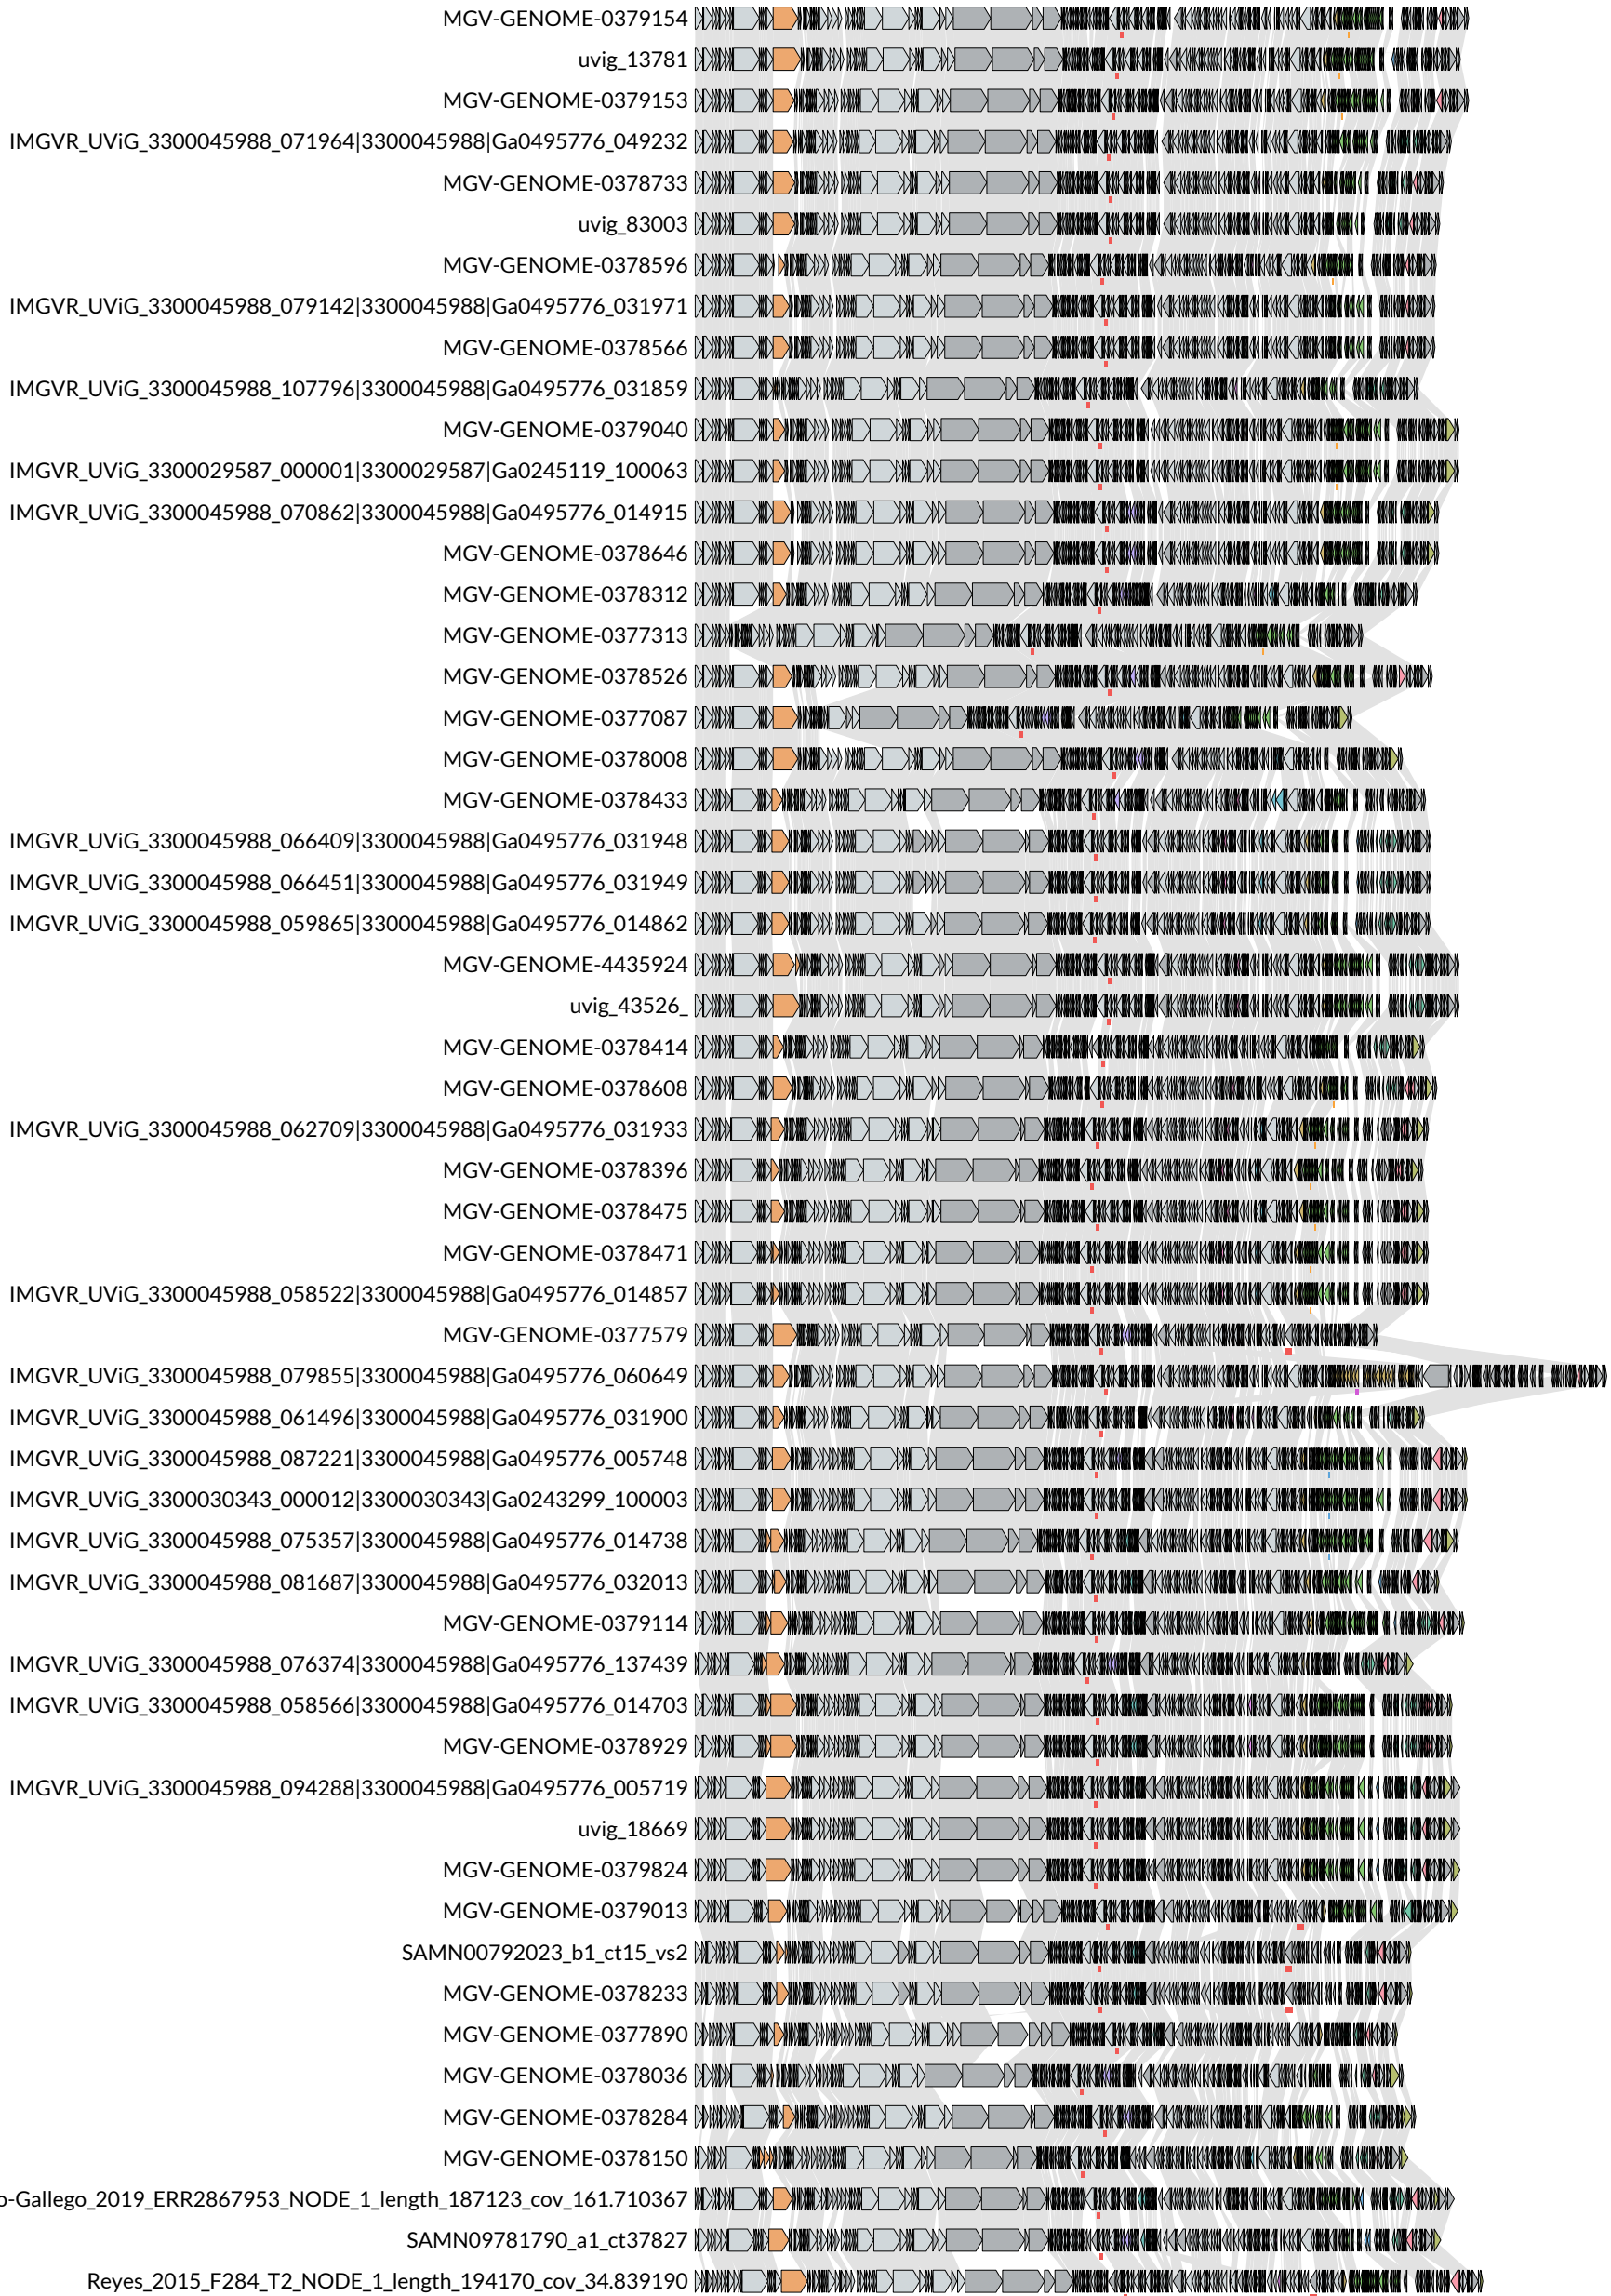 MGV-GENOME-0379154
uvig_13781
MGV-GENOME-0379153
IMGVR_UViG_3300045988_071964|3300045988|Ga0495776_049232
MGV-GENOME-0378733
uvig_83003
MGV-GENOME-0378596
IMGVR_UViG_3300045988_079142|3300045988|Ga0495776_031971
MGV-GENOME-0378566
IMGVR_UViG_3300045988_107796|3300045988|Ga0495776_031859
MGV-GENOME-0379040
IMGVR_UViG_3300029587_000001|3300029587|Ga0245119_100063
IMGVR_UViG_3300045988_070862|3300045988|Ga0495776_014915
MGV-GENOME-0378646
MGV-GENOME-0378312
MGV-GENOME-0377313
MGV-GENOME-0378526
MGV-GENOME-0377087
MGV-GENOME-0378008
MGV-GENOME-0378433
IMGVR_UViG_3300045988_066409|3300045988|Ga0495776_031948
IMGVR_UViG_3300045988_066451|3300045988|Ga0495776_031949
IMGVR_UViG_3300045988_059865|3300045988|Ga0495776_014862
MGV-GENOME-4435924
uvig_43526_
MGV-GENOME-0378414
MGV-GENOME-0378608
IMGVR_UViG_3300045988_062709|3300045988|Ga0495776_031933
MGV-GENOME-0378396
MGV-GENOME-0378475
MGV-GENOME-0378471
IMGVR_UViG_3300045988_058522|3300045988|Ga0495776_014857
MGV-GENOME-0377579
IMGVR_UViG_3300045988_079855|3300045988|Ga0495776_060649
IMGVR_UViG_3300045988_061496|3300045988|Ga0495776_031900
IMGVR_UViG_3300045988_087221|3300045988|Ga0495776_005748
IMGVR_UViG_3300030343_000012|3300030343|Ga0243299_100003
IMGVR_UViG_3300045988_075357|3300045988|Ga0495776_014738
IMGVR_UViG_3300045988_081687|3300045988|Ga0495776_032013
MGV-GENOME-0379114
IMGVR_UViG_3300045988_076374|3300045988|Ga0495776_137439
IMGVR_UViG_3300045988_058566|3300045988|Ga0495776_014703
MGV-GENOME-0378929
IMGVR_UViG_3300045988_094288|3300045988|Ga0495776_005719
uvig_18669
MGV-GENOME-0379824
MGV-GENOME-0379013
SAMN00792023_b1_ct15_vs2
MGV-GENOME-0378233
MGV-GENOME-0377890
MGV-GENOME-0378036
MGV-GENOME-0378284
MGV-GENOME-0378150
o-Gallego_2019_ERR2867953_NODE_1_length_187123_cov_161.710367
SAMN09781790_a1_ct37827
Reyes_2015_F284_T2_NODE_1_length_194170_cov_34.839190